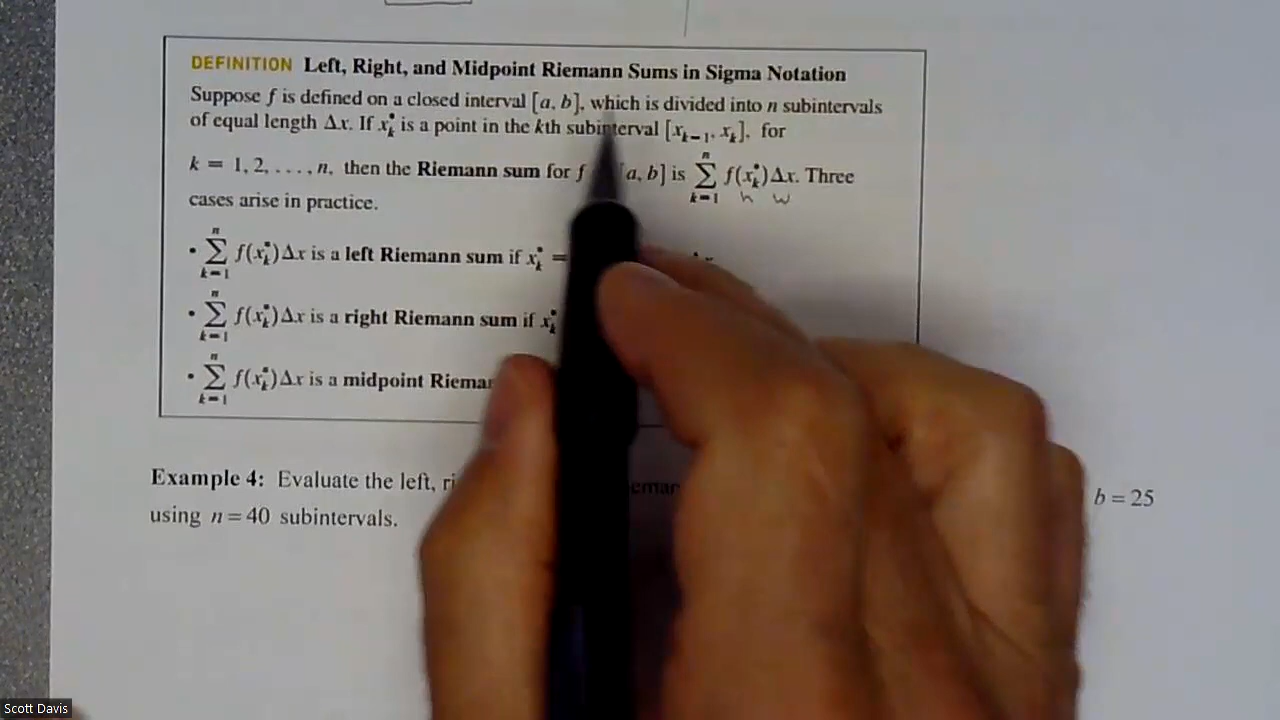 DEFINITION Left, Right, and Midpoint Riemann Sums in Sigma Notation
Suppose f is defined on a closed interval [a, b], which is divided into n subintervals
of equal length Δx. If x*ₖ is a point in the kth subinterval [xₖ₋₁, xₖ], for
k = 1, 2, . . . , n, then the Riemann sum for f a, b] is ∑ₖ₌₁ⁿ f(x*ₖ)Δx. Three
h w
cases arise in practice.
• ∑ₖ₌₁ⁿ f(x*ₖ)Δx is a left Riemann sum if x*ₖ =
• ∑ₖ₌₁ⁿ f(x*ₖ)Δx is a right Riemann sum if x*ₖ
• ∑ₖ₌₁ⁿ f(x*ₖ)Δx is a midpoint
Example 4: Evaluate the left, b = 25
using n = 40 subintervals.
Scott Davis